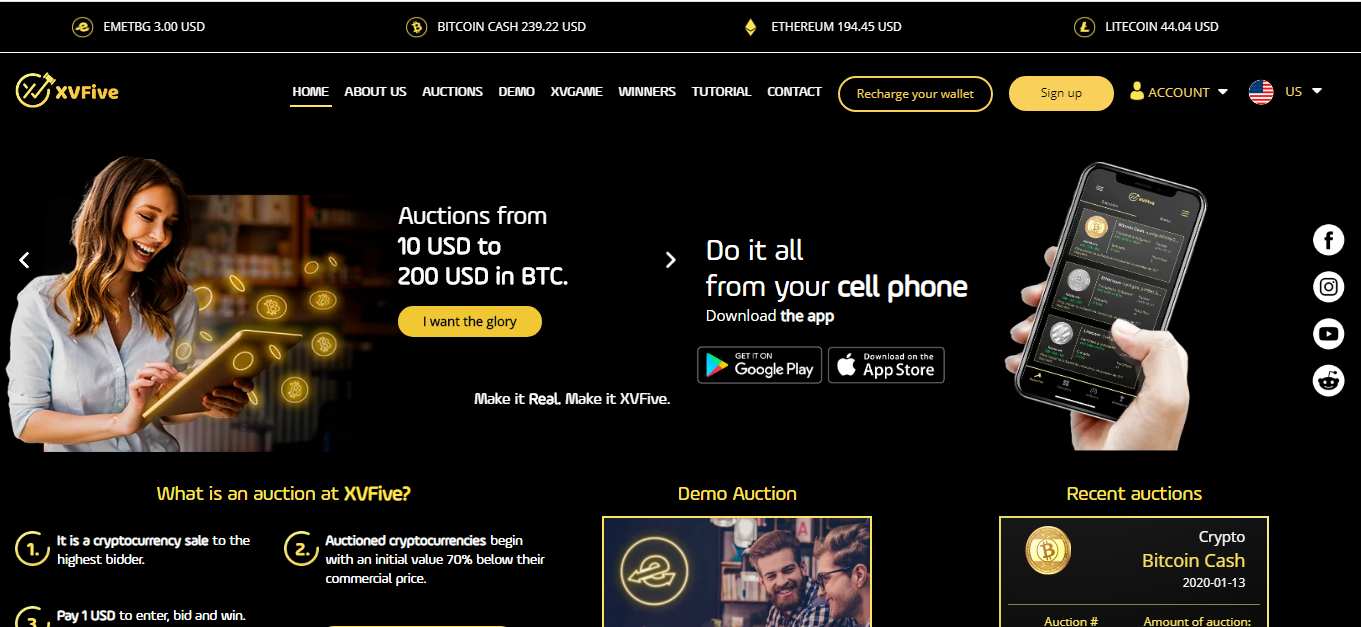 EMETBG 3.00 USD
BITCOIN CASH 239.22 USD
ETHEREUM 194.45 USD
LITECOIN 44.04 USD
XVFive
HOME
ABOUT US
AUCTIONS
DEMO
XVGAME
WINNERS
TUTORIAL
CONTACT
Recharge your wallet
Sign up
ACCOUNT
US
Auctions from
10 USD to
200 USD in BTC.
I want the glory
Make it Real. Make it XVFive.
Do it all
from your cell phone
Download the app
GET IT ON
Google Play
Download on the
App Store
XVFive
What is an auction at XVFive?
1.
It is a cryptocurrency sale to the
highest bidder.
2.
Auctioned cryptocurrencies begin
with an initial value 70% below their
commercial price.
3.
Pay 1 USD to enter, bid and win.
Demo Auction
Recent auctions
Crypto
Bitcoin Cash
2020-01-13
Auction #
Amount of auction: